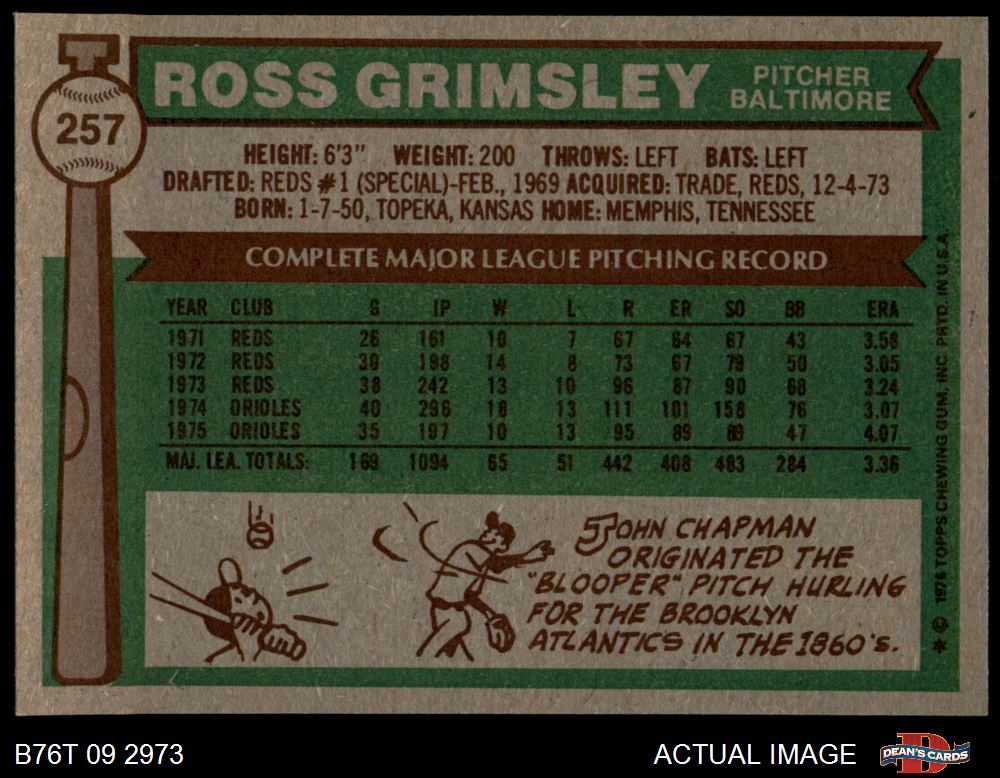 257
ROSS GRIMSLEY
PITCHER
BALTIMORE
HEIGHT: 6'3" WEIGHT: 200 THROWS: LEFT BATS: LEFT
DRAFTED: REDS #1 (SPECIAL)-FEB., 1969 ACQUIRED: TRADE, REDS, 12-4-73
BORN: 1-7-50, TOPEKA, KANSAS HOME: MEMPHIS, TENNESSEE
COMPLETE MAJOR LEAGUE PITCHING RECORD
YEAR CLUB G IP W L R ER SO BB ERA
1971 REDS 26 161 10 7 67 64 67 43 3.58
1972 REDS 30 198 14 8 73 67 79 50 3.05
1973 REDS 38 242 13 10 96 87 90 68 3.24
1974 ORIOLES 40 296 18 13 111 101 158 76 3.07
1975 ORIOLES 35 197 10 13 95 89 89 47 4.07
MAJ. LEA. TOTALS: 169 1094 65 51 442 408 483 284 3.36
JOHN CHAPMAN
ORIGINATED THE
"BLOOPER" PITCH HURLING
FOR THE BROOKLYN
ATLANTICS IN THE 1860's.
* © 1976 TOPPS CHEWING GUM, INC. PRTD. IN U.S.A.
B76T 09 2973
ACTUAL IMAGE
D
DEAN'S CARDS